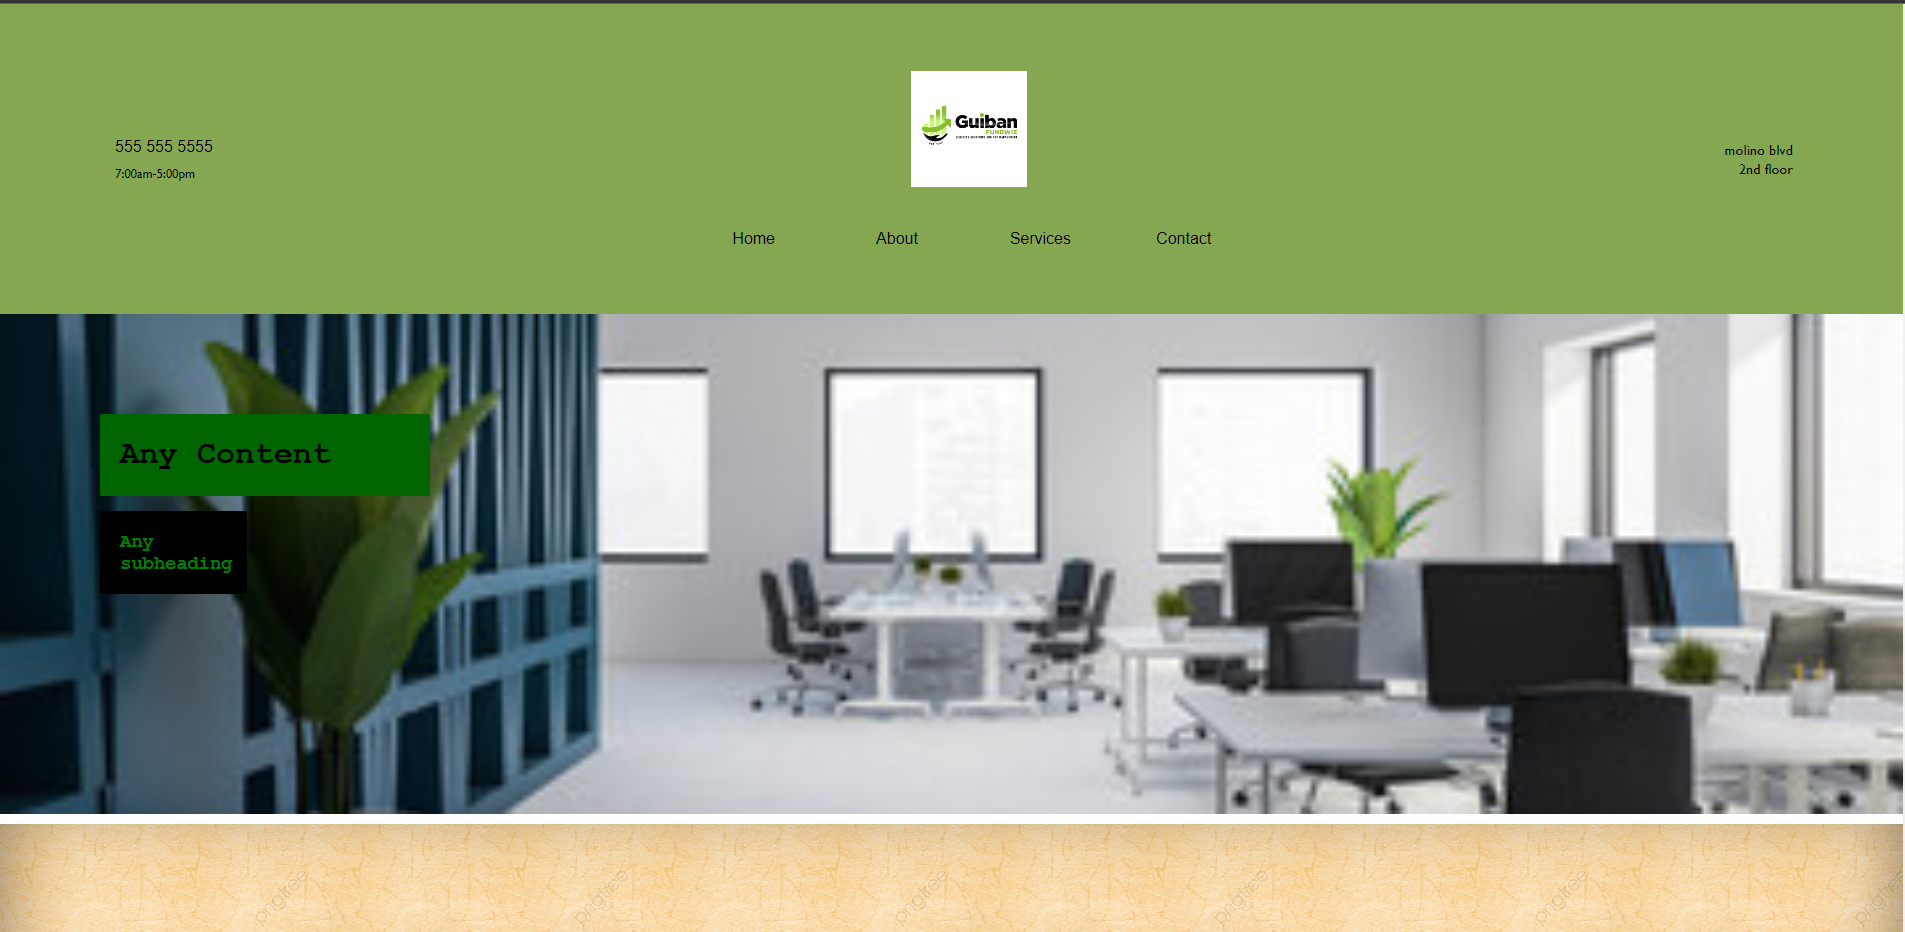 Guiban
FUNDWIZ
555 555 5555
7:00am-5:00pm
molino blvd
2nd floor
Home About Services Contact
Any Content
Any
subheading
pngtree pngtree pngtree pngtree pngtree pngtree